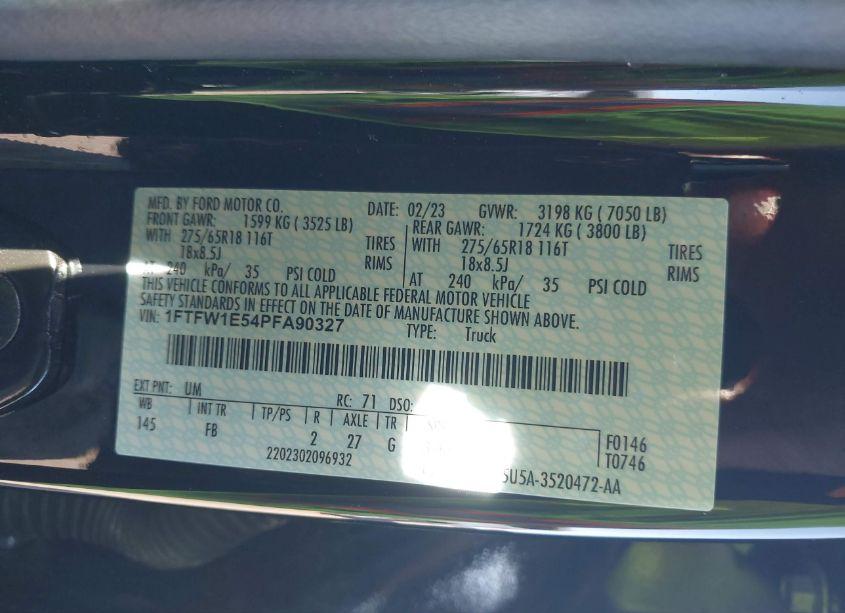 MFD. BY FORD MOTOR CO. DATE: 02/23 GVWR: 3198 KG ( 7050 LB)
FRONT GAWR: 1599 KG ( 3525 LB) REAR GAWR: 1724 KG ( 3800 LB)
WITH 275/65R18 116T TIRES WITH 275/65R18 116T TIRES
18x8.5J RIMS 18x8.5J RIMS
AT 240 kPa/ 35 PSI COLD AT 240 kPa/ 35 PSI COLD
THIS VEHICLE CONFORMS TO ALL APPLICABLE FEDERAL MOTOR VEHICLE
SAFETY STANDARDS IN EFFECT ON THE DATE OF MANUFACTURE SHOWN ABOVE.
VIN: 1FTFW1E54PFA90327 TYPE: Truck
EXT PNT: UM RC: 71 DSO:
WB INT TR TP/PS R AXLE TR
145 FB 2 27 G
F0146
T0746
2202302096932
5U5A-3520472-AA